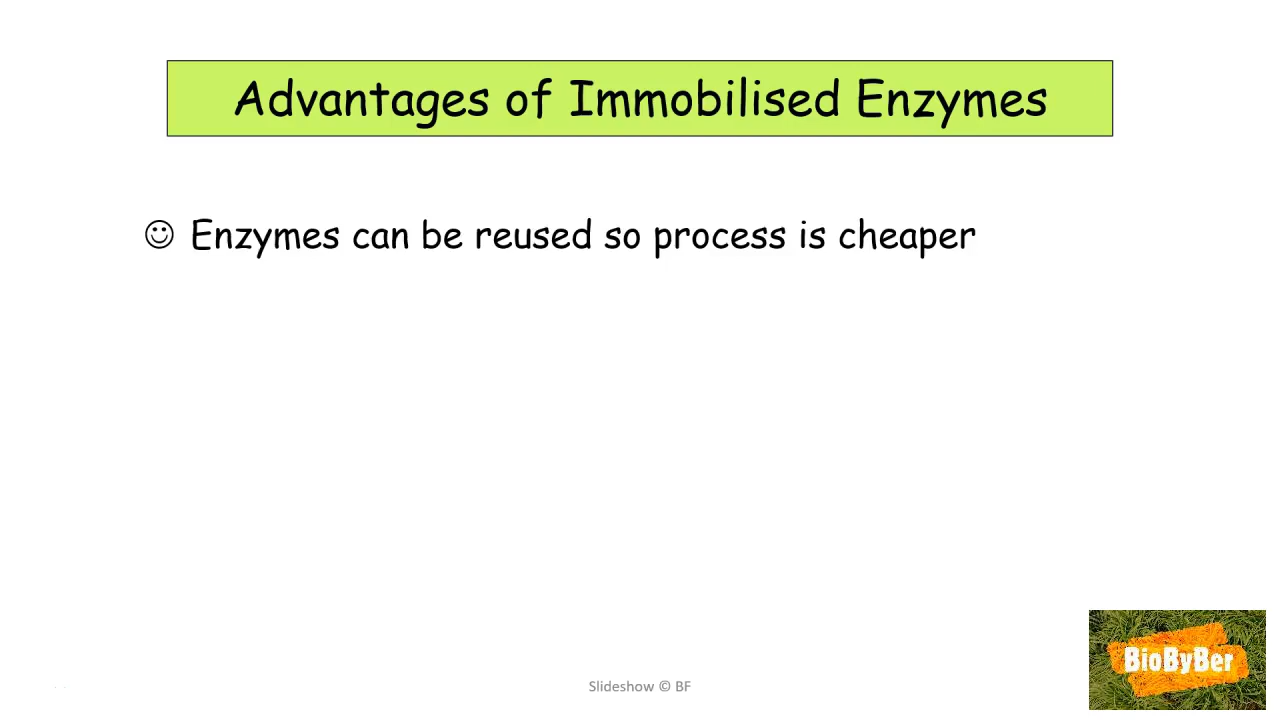 Advantages of Immobilised Enzymes
☺ Enzymes can be reused so process is cheaper
BioByBer
Slideshow © BF